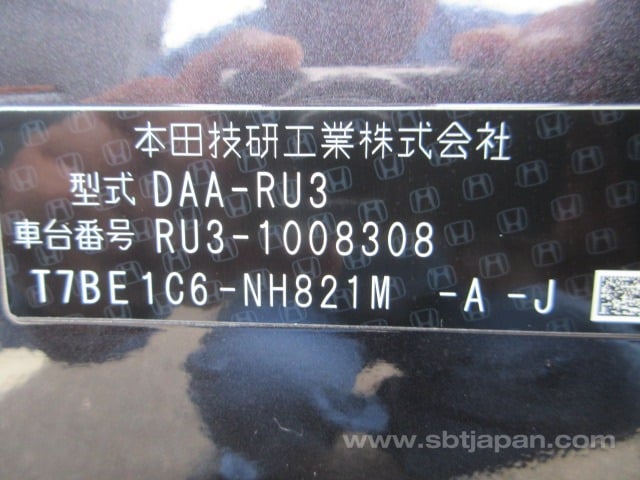 本田技研工業株式会社
型式 DAA-RU3
車台番号 RU3-1008308
T7BE1C6-NH821M -A -J
www.sbtjapan.com